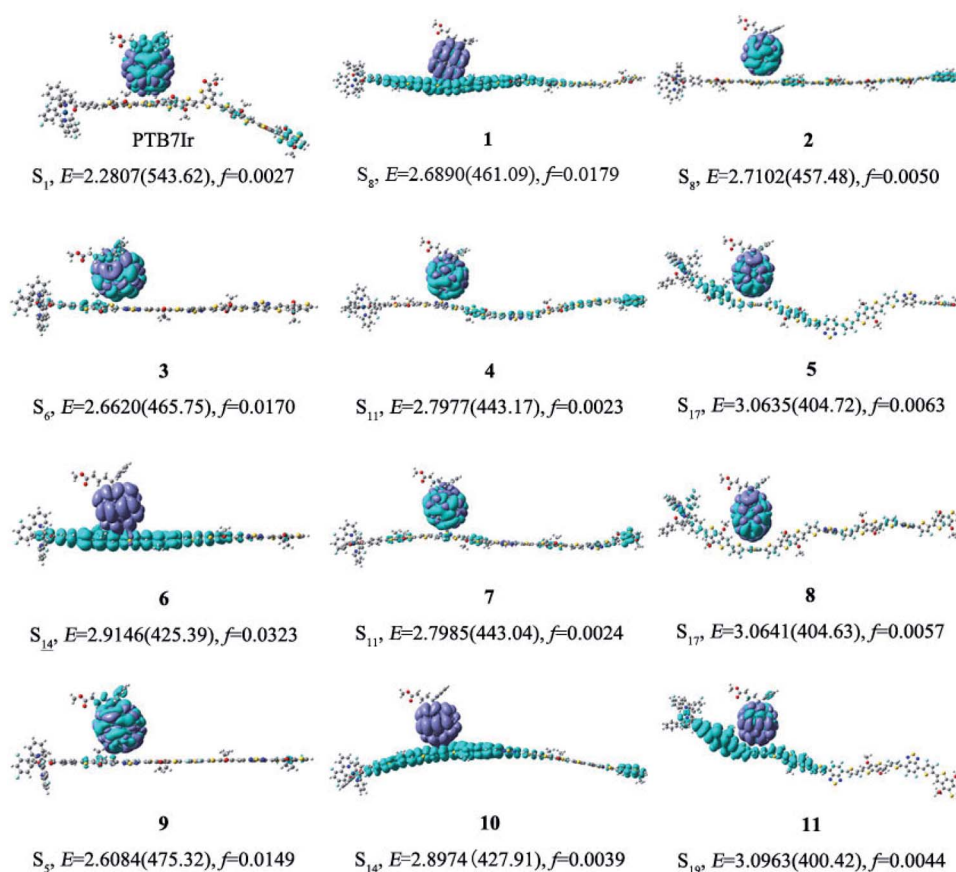 PTB7Ir 1 2
S₁, E=2.2807(543.62), f=0.0027 S₈, E=2.6890(461.09), f=0.0179 S₈, E=2.7102(457.48), f=0.0050
3 4 5
S₆, E=2.6620(465.75), f=0.0170 S₁₁, E=2.7977(443.17), f=0.0023 S₁₇, E=3.0635(404.72), f=0.0063
6 7 8
S₁₄, E=2.9146(425.39), f=0.0323 S₁₁, E=2.7985(443.04), f=0.0024 S₁₇, E=3.0641(404.63), f=0.0057
9 10 11
S₅, E=2.6084(475.32), f=0.0149 S₁₄, E=2.8974(427.91), f=0.0039 S₁₉, E=3.0963(400.42), f=0.0044